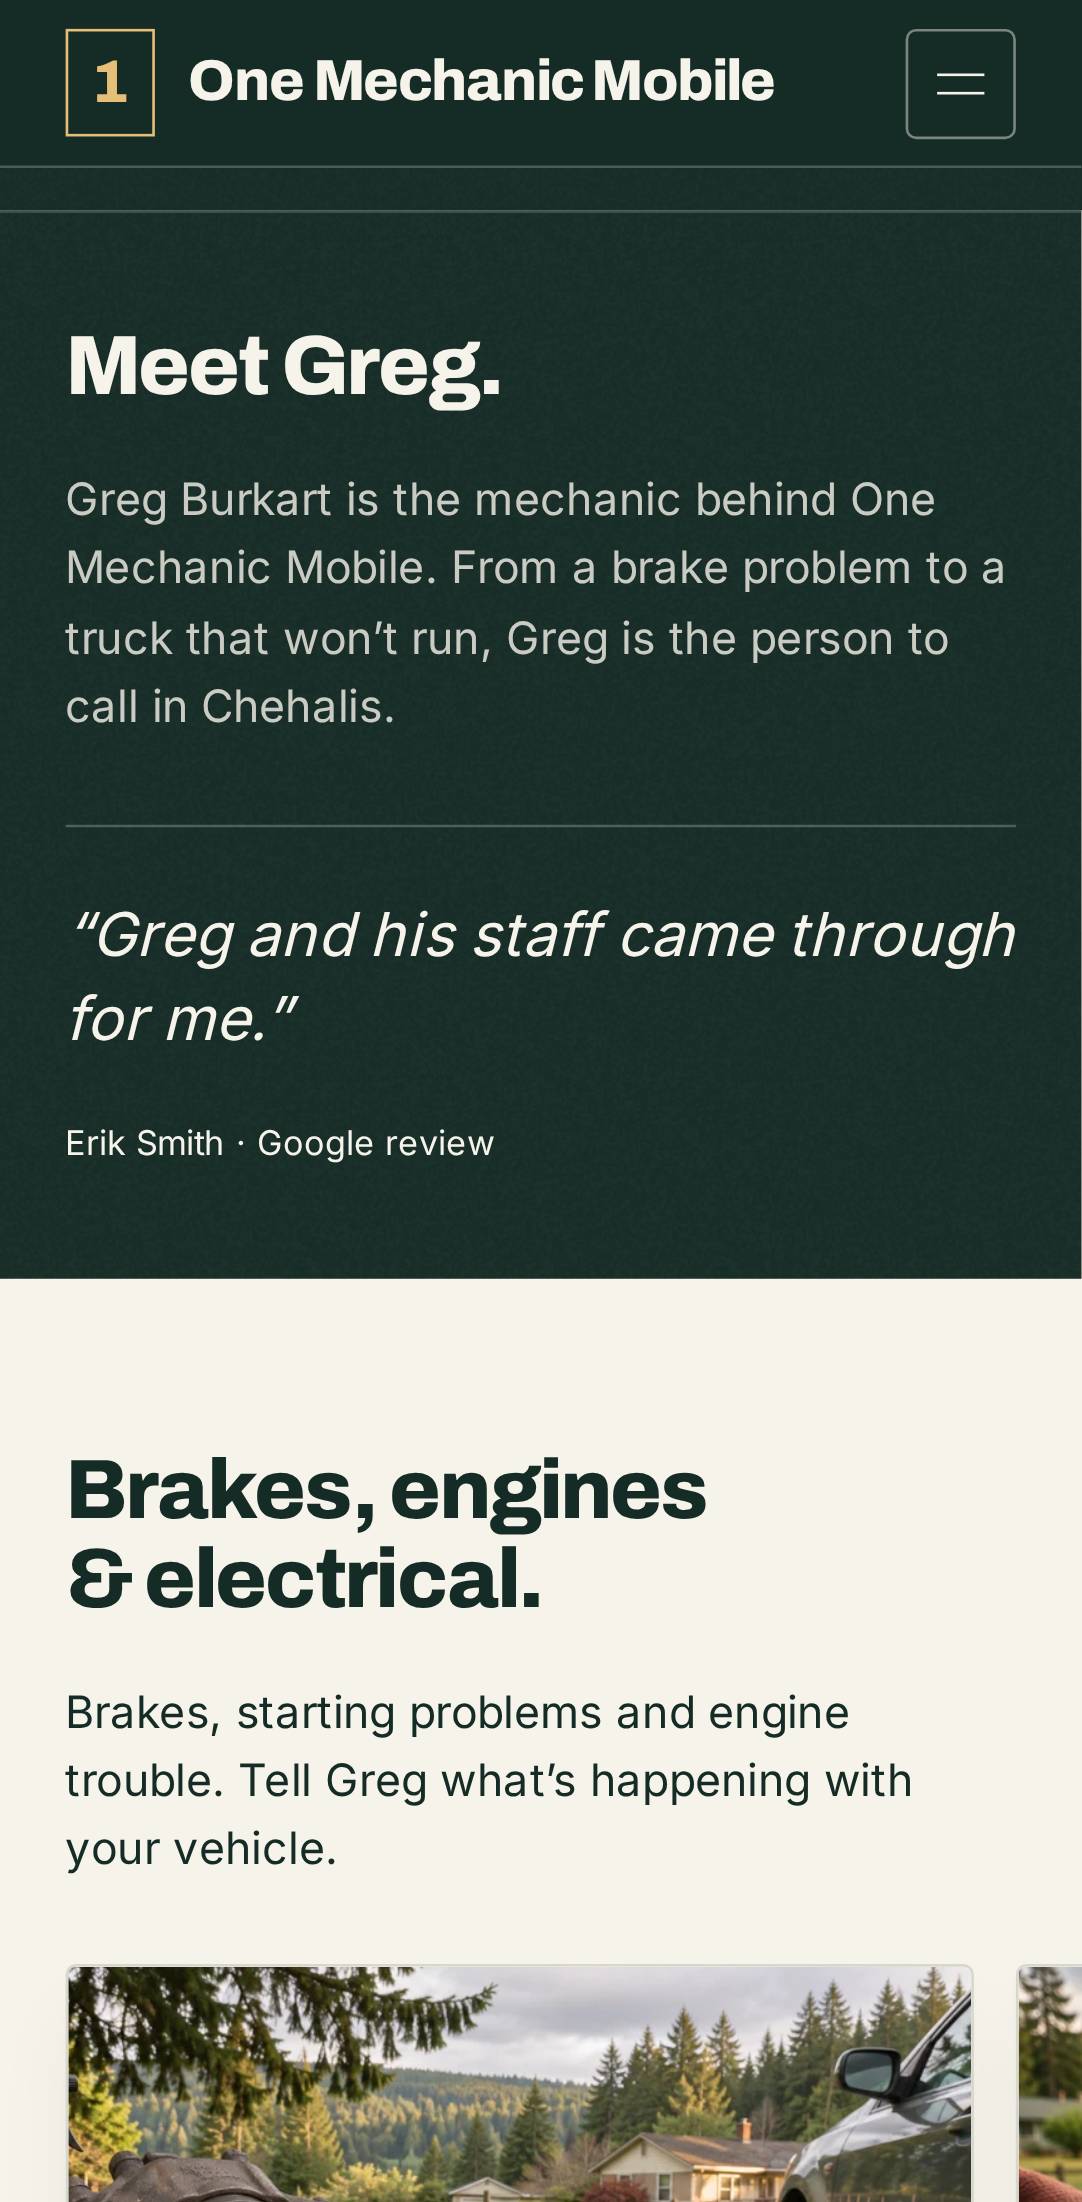 1 One Mechanic Mobile
Meet Greg.
Greg Burkart is the mechanic behind One
Mechanic Mobile. From a brake problem to a
truck that won’t run, Greg is the person to
call in Chehalis.
“Greg and his staff came through
for me.”
Erik Smith · Google review
Brakes, engines
& electrical.
Brakes, starting problems and engine
trouble. Tell Greg what’s happening with
your vehicle.